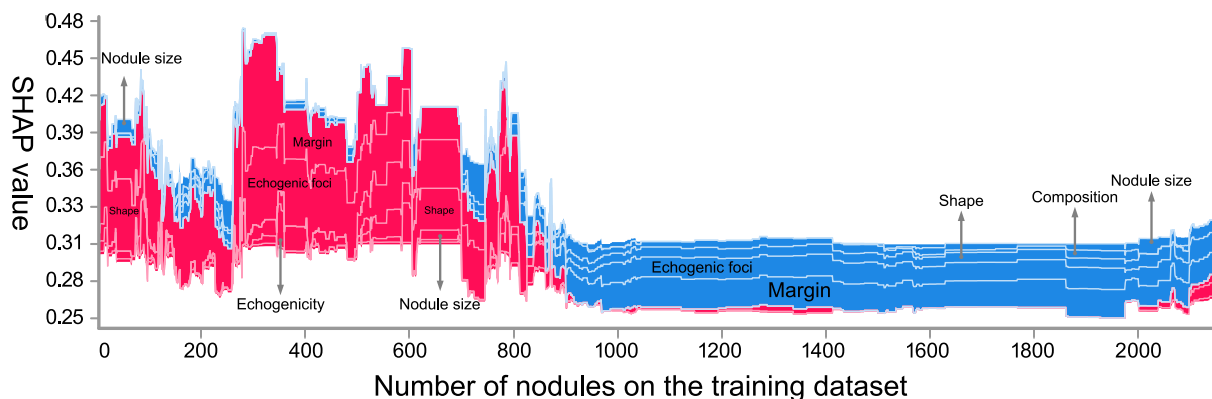 0.48
0.45
0.42
0.39
0.36
0.33
0.31
0.28
0.25
SHAP value
Nodule size
Shape
Margin
Echogenic foci
Echogenicity
Shape
Nodule size
Echogenic foci
Margin
Shape
Composition
Nodule size
0 200 400 600 800 1000 1200 1400 1600 1800 2000
Number of nodules on the training dataset